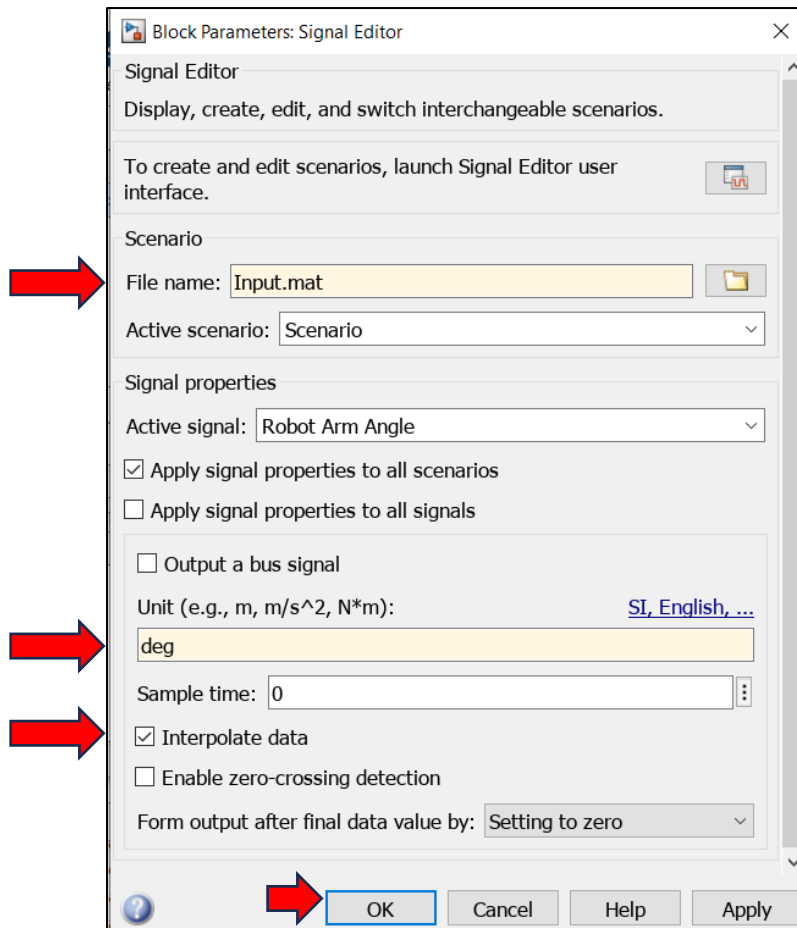 Block Parameters: Signal Editor
Signal Editor
Display, create, edit, and switch interchangeable scenarios.
To create and edit scenarios, launch Signal Editor user
interface.
Scenario
File name: Input.mat
Active scenario: Scenario
Signal properties
Active signal: Robot Arm Angle
Apply signal properties to all scenarios
Apply signal properties to all signals
Output a bus signal
Unit (e.g., m, m/s^2, N*m): SI, English, ...
deg
Sample time: 0
Interpolate data
Enable zero-crossing detection
Form output after final data value by: Setting to zero
? OK Cancel Help Apply